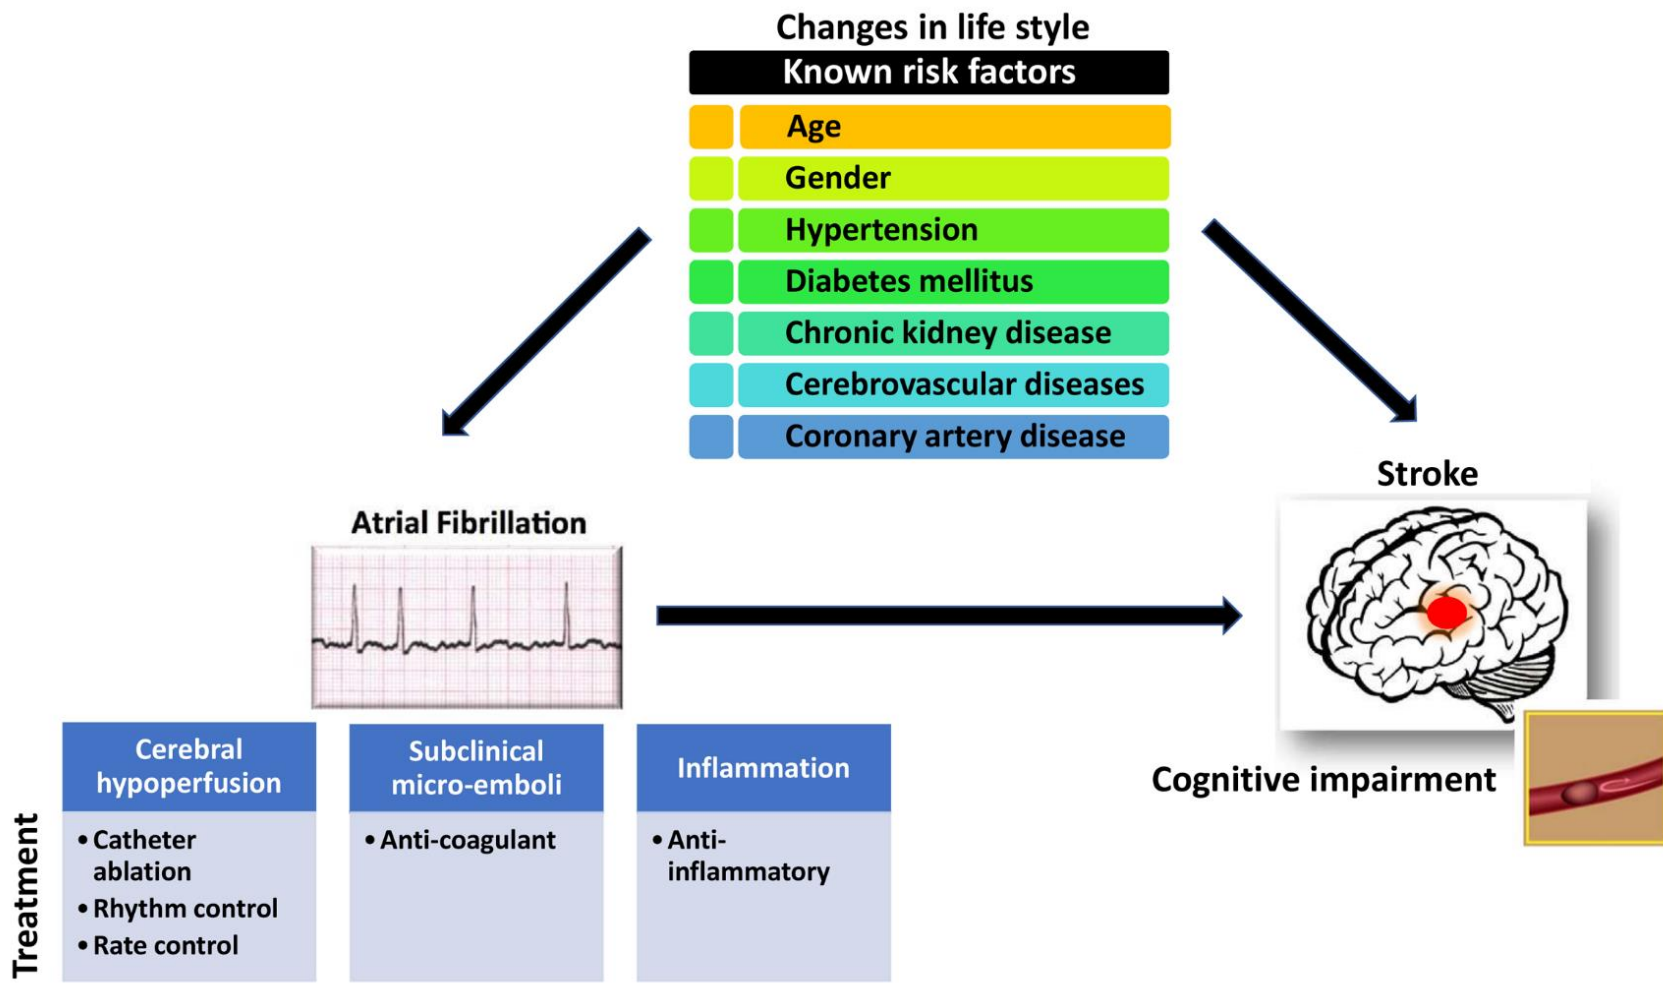 Changes in life style
Known risk factors
Age
Gender
Hypertension
Diabetes mellitus
Chronic kidney disease
Cerebrovascular diseases
Coronary artery disease
Stroke
Atrial Fibrillation
Cognitive impairment
Treatment
Cerebral
hypoperfusion
• Catheter
ablation
• Rhythm control
• Rate control
Subclinical
micro-emboli
• Anti-coagulant
Inflammation
• Anti-
inflammatory